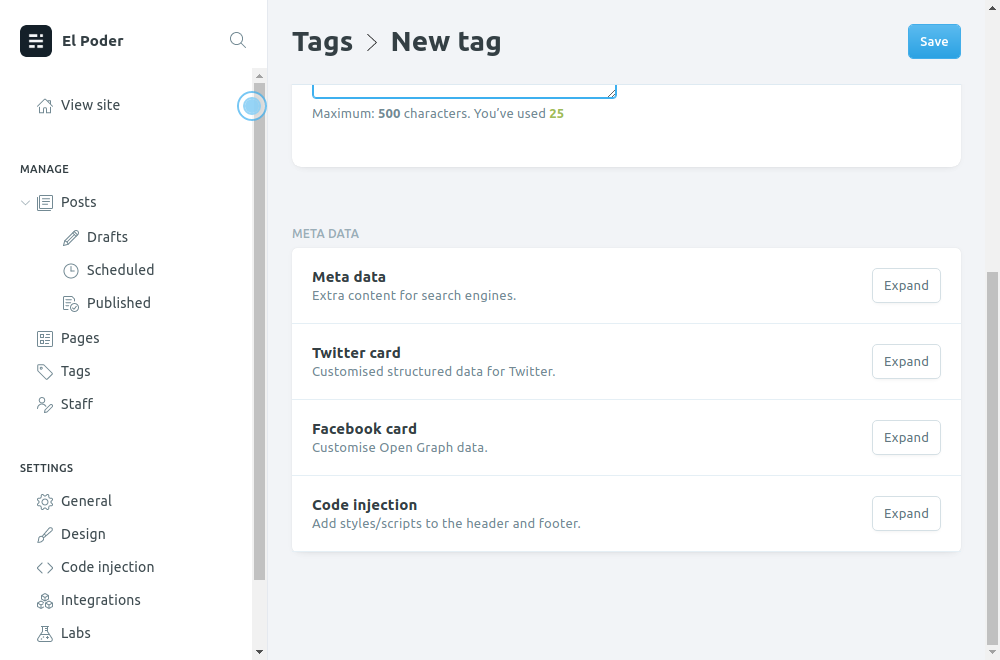 El Poder
View site
MANAGE
Posts
Drafts
Scheduled
Published
Pages
Tags
Staff
SETTINGS
General
Design
Code injection
Integrations
Labs
Tags > New tag
Save
Maximum: 500 characters. You’ve used 25
META DATA
Meta data
Extra content for search engines.
Expand
Twitter card
Customised structured data for Twitter.
Expand
Facebook card
Customise Open Graph data.
Expand
Code injection
Add styles/scripts to the header and footer.
Expand